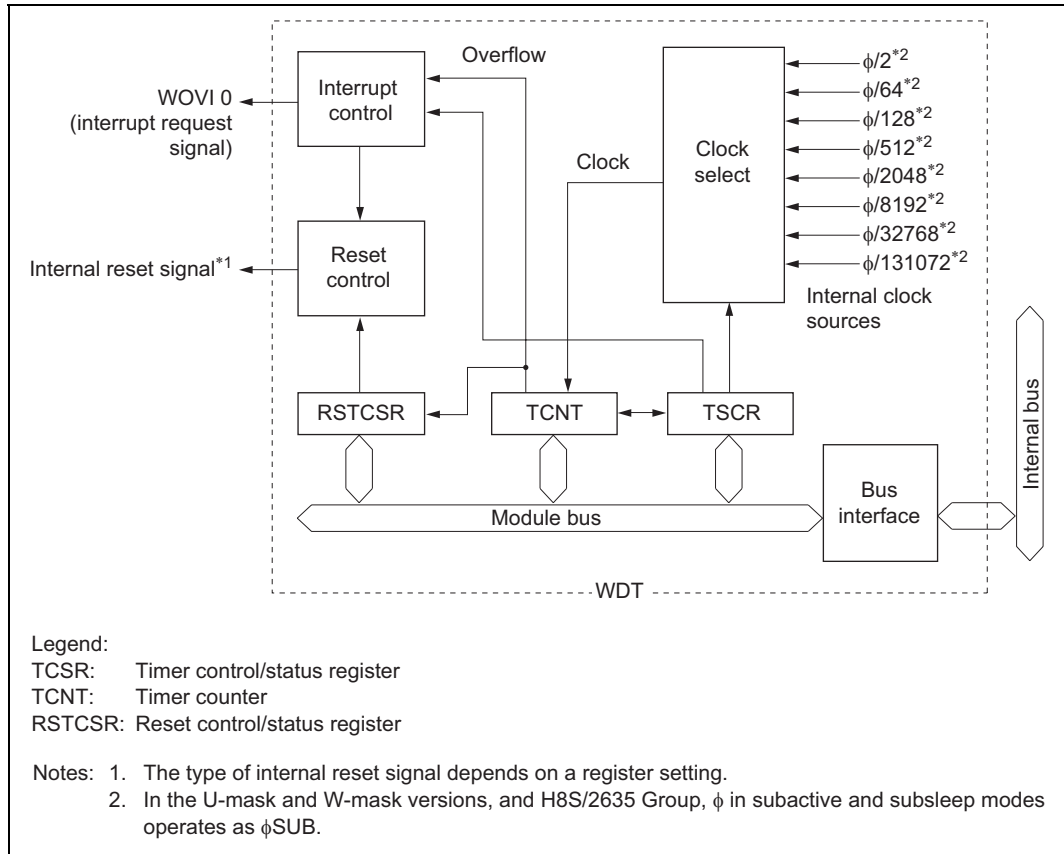 Overflow
Interrupt
control
WOVI 0
(interrupt request
signal)
Internal reset signal*1
Reset
control
Clock
Clock
select
ϕ/2*2
ϕ/64*2
ϕ/128*2
ϕ/512*2
ϕ/2048*2
ϕ/8192*2
ϕ/32768*2
ϕ/131072*2
Internal clock
sources
RSTCSR
TCNT
TSCR
Module bus
Bus
interface
Internal bus
WDT
Legend:
TCSR: Timer control/status register
TCNT: Timer counter
RSTCSR: Reset control/status register
Notes: 1. The type of internal reset signal depends on a register setting.
2. In the U-mask and W-mask versions, and H8S/2635 Group, ϕ in subactive and subsleep modes
operates as ϕSUB.